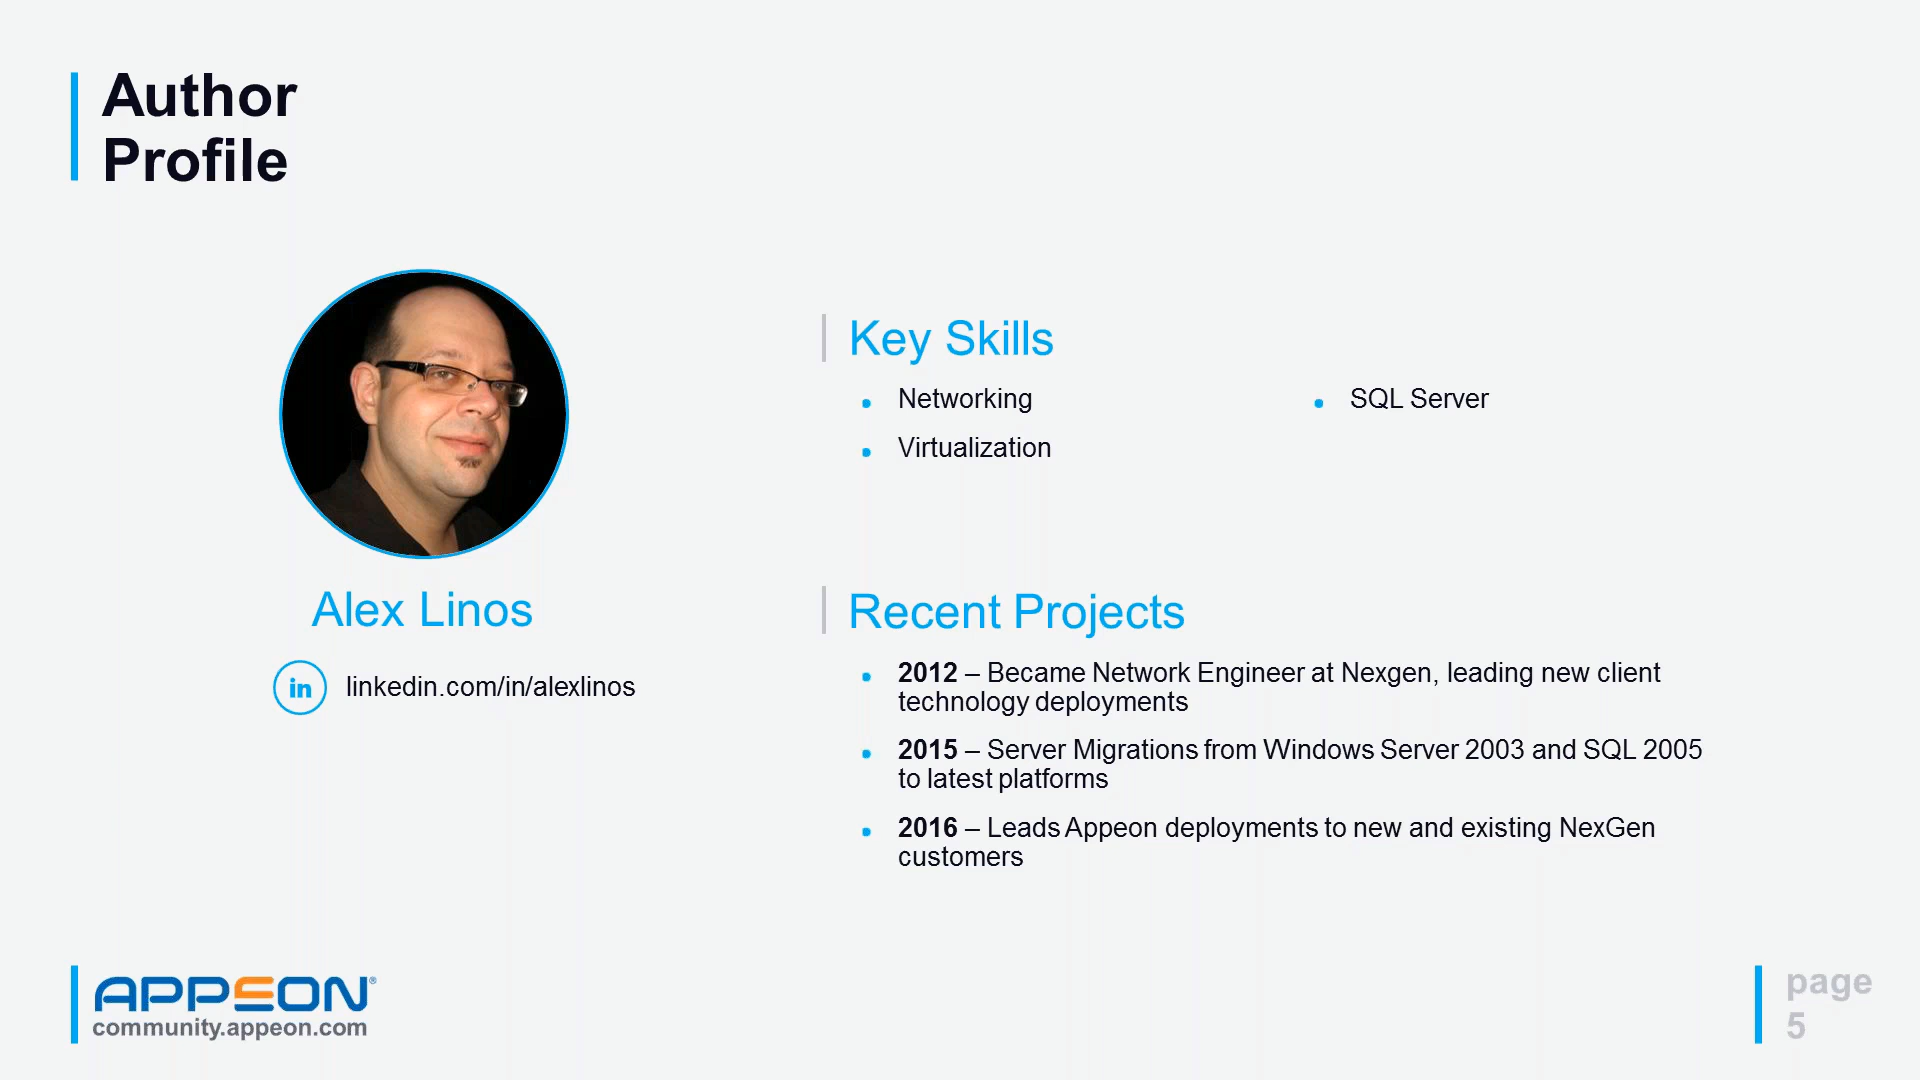 Author
Profile
Key Skills
Networking
SQL Server
Virtualization
Alex Linos
in linkedin.com/in/alexlinos
Recent Projects
2012 – Became Network Engineer at Nexgen, leading new client
technology deployments
2015 – Server Migrations from Windows Server 2003 and SQL 2005
to latest platforms
2016 – Leads Appeon deployments to new and existing NexGen
customers
APPEON®
community.appeon.com
page
5